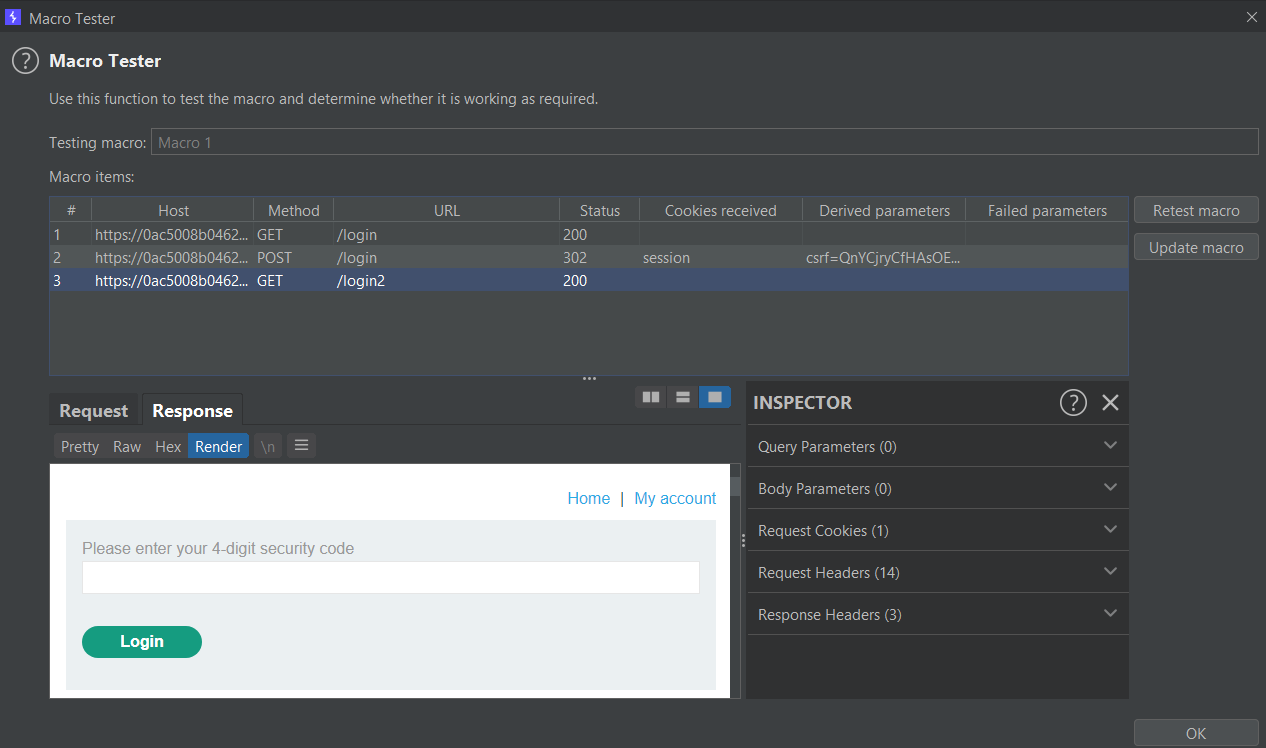 Macro Tester
Macro Tester
Use this function to test the macro and determine whether it is working as required.
Testing macro: Macro 1
Macro items:
# Host Method URL Status Cookies received Derived parameters Failed parameters
1 https://0ac5008b0462... GET /login 200
2 https://0ac5008b0462... POST /login 302 session csrf=QnYCjryCfHAsOE...
3 https://0ac5008b0462... GET /login2 200
Retest macro
Update macro
Request Response
Pretty Raw Hex Render \n
Home | My account
Please enter your 4-digit security code
Login
INSPECTOR
Query Parameters (0)
Body Parameters (0)
Request Cookies (1)
Request Headers (14)
Response Headers (3)
OK